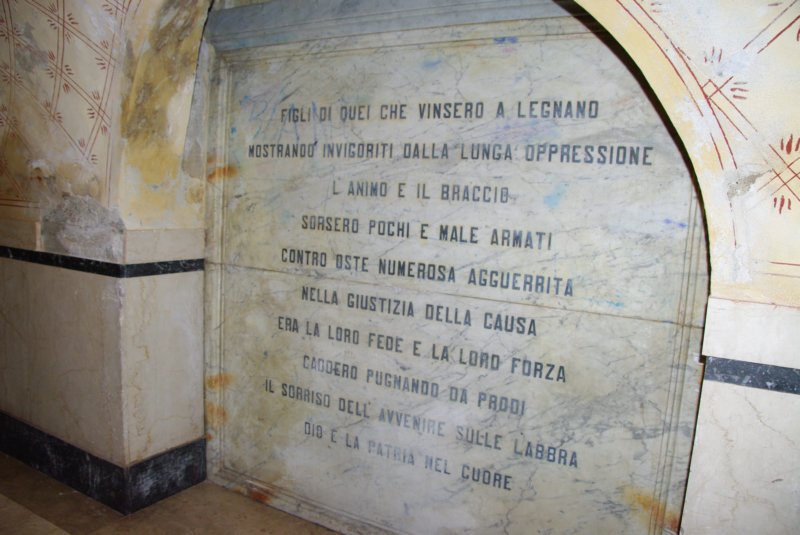 FIGLI DI QUEI CHE VINSERO A LEGNANO
MOSTRANDO INVIGORITI DALLA LUNGA OPPRESSIONE
L'ANIMO E IL BRACCIO
SORSERO POCHI E MALE ARMATI
CONTRO OSTE NUMEROSA AGGUERRITA
NELLA GIUSTIZIA DELLA CAUSA
ERA LA LORO FEDE E LA LORO FORZA
CADDERO PUGNANDO DA PRODI
IL SORRISO DELL'AVVENIRE SULLE LABBRA
DIO E LA PATRIA NEL CUORE